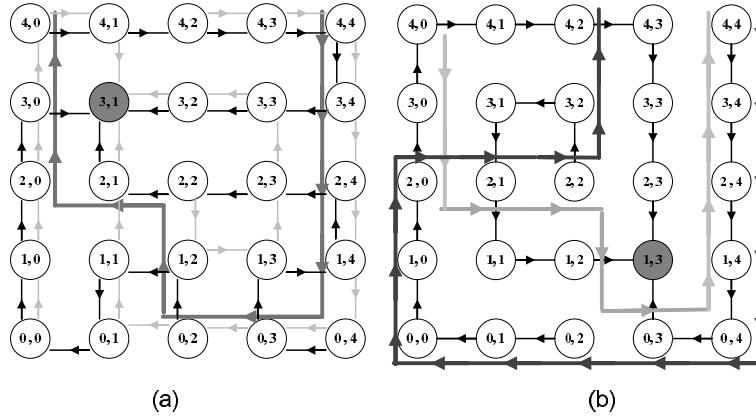 4,0 4,1 4,2 4,3 4,4 4,0 4,1 4,2 4,3 4,4
3,0 3,1 3,2 3,3 3,4 3,0 3,1 3,2 3,3 3,4
2,0 2,1 2,2 2,3 2,4 2,0 2,1 2,2 2,3 2,4
1,0 1,1 1,2 1,3 1,4 1,0 1,1 1,2 1,3 1,4
0,0 0,1 0,2 0,3 0,4 0,0 0,1 0,2 0,3 0,4
(a) (b)